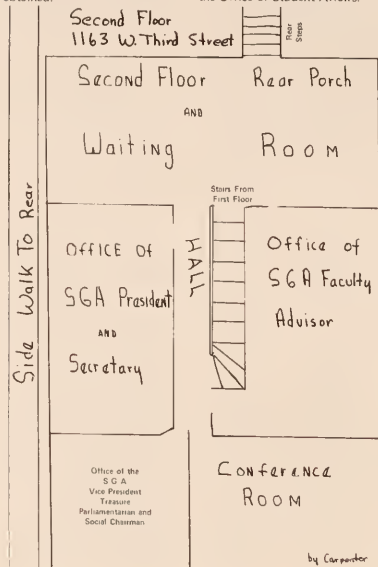 Second Floor
1163 W. Third Street
Rear
Steps
Second Floor Rear Porch
AND
Waiting Room
Stairs From
First Floor
Side Walk To Rear
OFFICE OF
SGA President
AND
Secretary
HALL
Office of
SGA Faculty
Advisor
Office of the
S G A
Vice President
Treasure
Parliamentarian and
Social Chairman
Conference
Room
by Carpenter